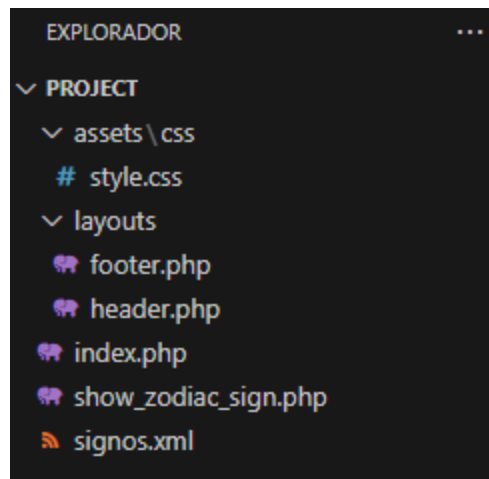 EXPLORADOR ...
PROJECT
assets\css
# style.css
layouts
footer.php
header.php
index.php
show_zodiac_sign.php
signos.xml